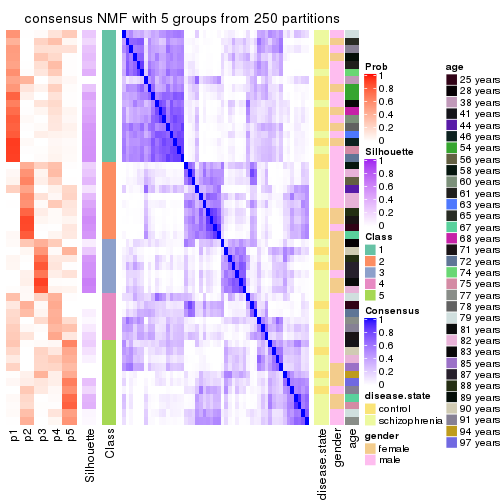 consensus NMF with 5 groups from 250 partitions
p1
p2
p3
p4
p5
Silhouette
Class
disease.state
gender
age
Prob
1
0.8
0.6
0.4
0.2
0
Silhouette
1
0.8
0.6
0.4
0.2
0
Class
1
2
3
4
5
Consensus
1
0.8
0.6
0.4
0.2
0
disease.state
control
schizophrenia
gender
female
male
age
25 years
28 years
38 years
41 years
44 years
46 years
54 years
56 years
58 years
60 years
61 years
63 years
65 years
67 years
68 years
71 years
72 years
74 years
75 years
77 years
78 years
79 years
81 years
82 years
83 years
85 years
87 years
88 years
89 years
90 years
91 years
94 years
97 years